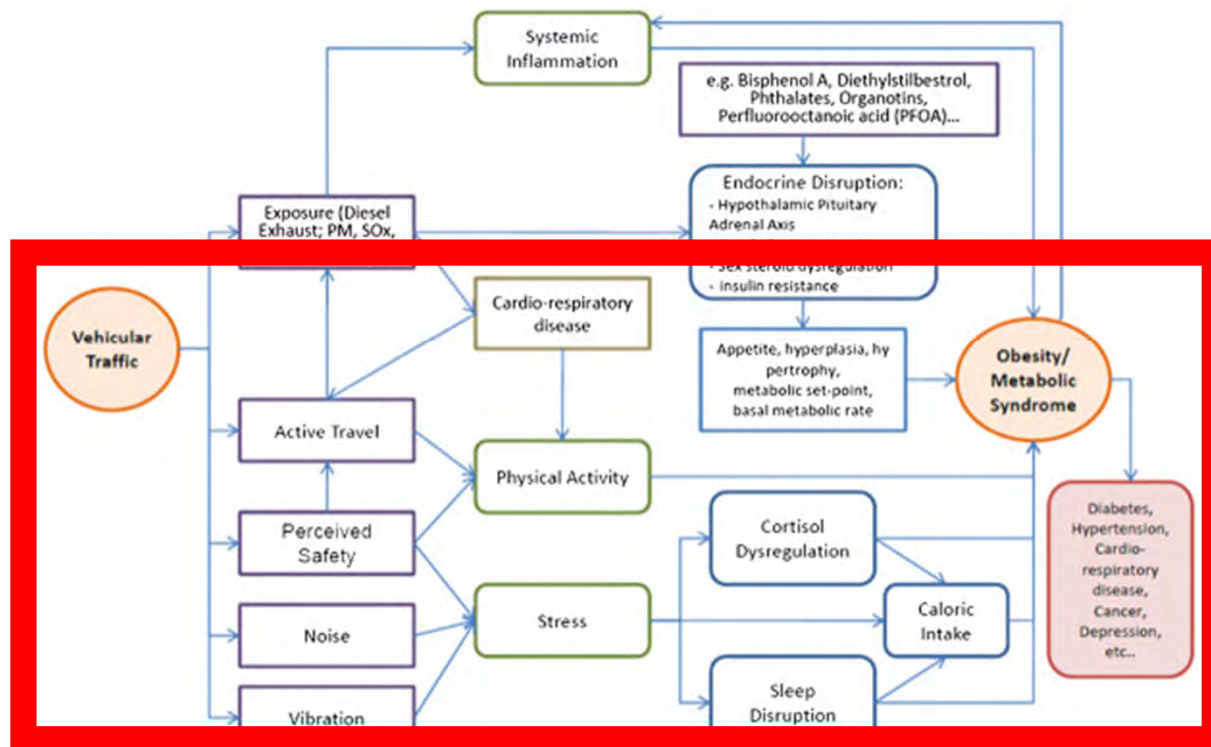 Systemic
Inflammation
e.g. Bisphenol A, Diethylstilbestrol,
Phthalates, Organotins,
Perfluorooctanoic acid (PFOA)...
Endocrine Disruption:
- Hypothalamic Pituitary
Adrenal Axis
- Sex steroid dysregulation
- insulin resistance
Exposure (Diesel
Exhaust; PM, SOx,
Cardio-respiratory
disease
Vehicular
Traffic
Appetite, hyperplasia, hy
pertrophy,
metabolic set-point,
basal metabolic rate
Obesity/
Metabolic
Syndrome
Active Travel
Physical Activity
Perceived
Safety
Cortisol
Dysregulation
Diabetes,
Hypertension,
Cardio-
respiratory
disease,
Cancer,
Depression,
etc..
Noise
Stress
Caloric
Intake
Vibration
Sleep
Disruption